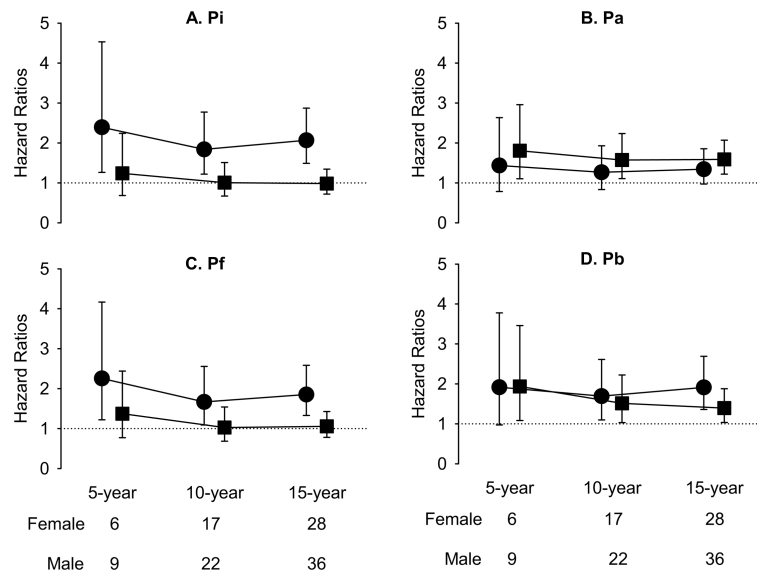 A. Pi
Hazard Ratios
5
4
3
2
1
0
B. Pa
Hazard Ratios
5
4
3
2
1
0
C. Pf
Hazard Ratios
5
4
3
2
1
0
D. Pb
Hazard Ratios
5
4
3
2
1
0
5-year 10-year 15-year
Female 6 17 28
Male 9 22 36
5-year 10-year 15-year
Female 6 17 28
Male 9 22 36